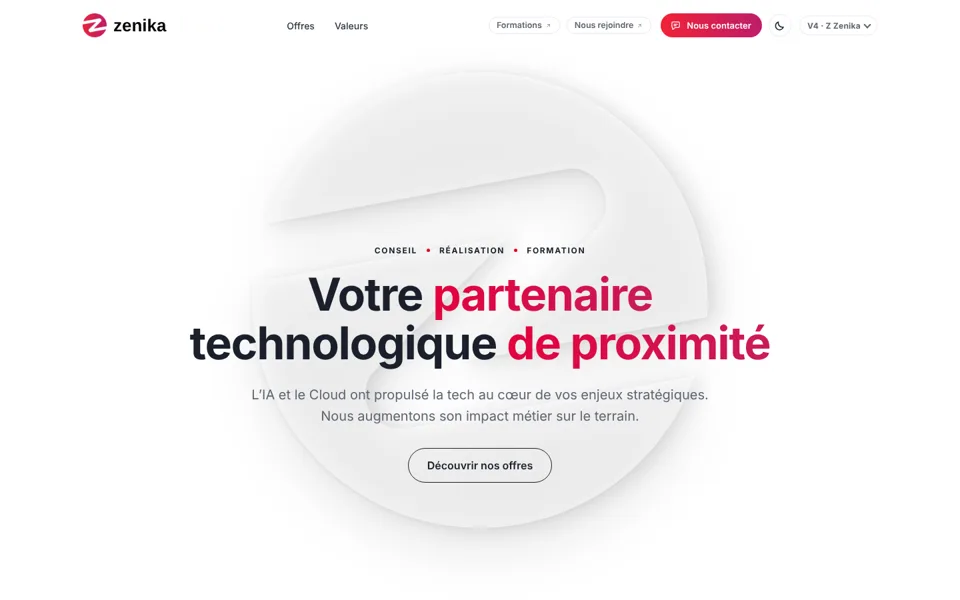 zenika
Offres
Valeurs
Formations ↗
Nous rejoindre ↗
Nous contacter
V4 · Z Zenika
CONSEIL • RÉALISATION • FORMATION
Votre partenaire
technologique de proximité
L’IA et le Cloud ont propulsé la tech au cœur de vos enjeux stratégiques.
Nous augmentons son impact métier sur le terrain.
Découvrir nos offres